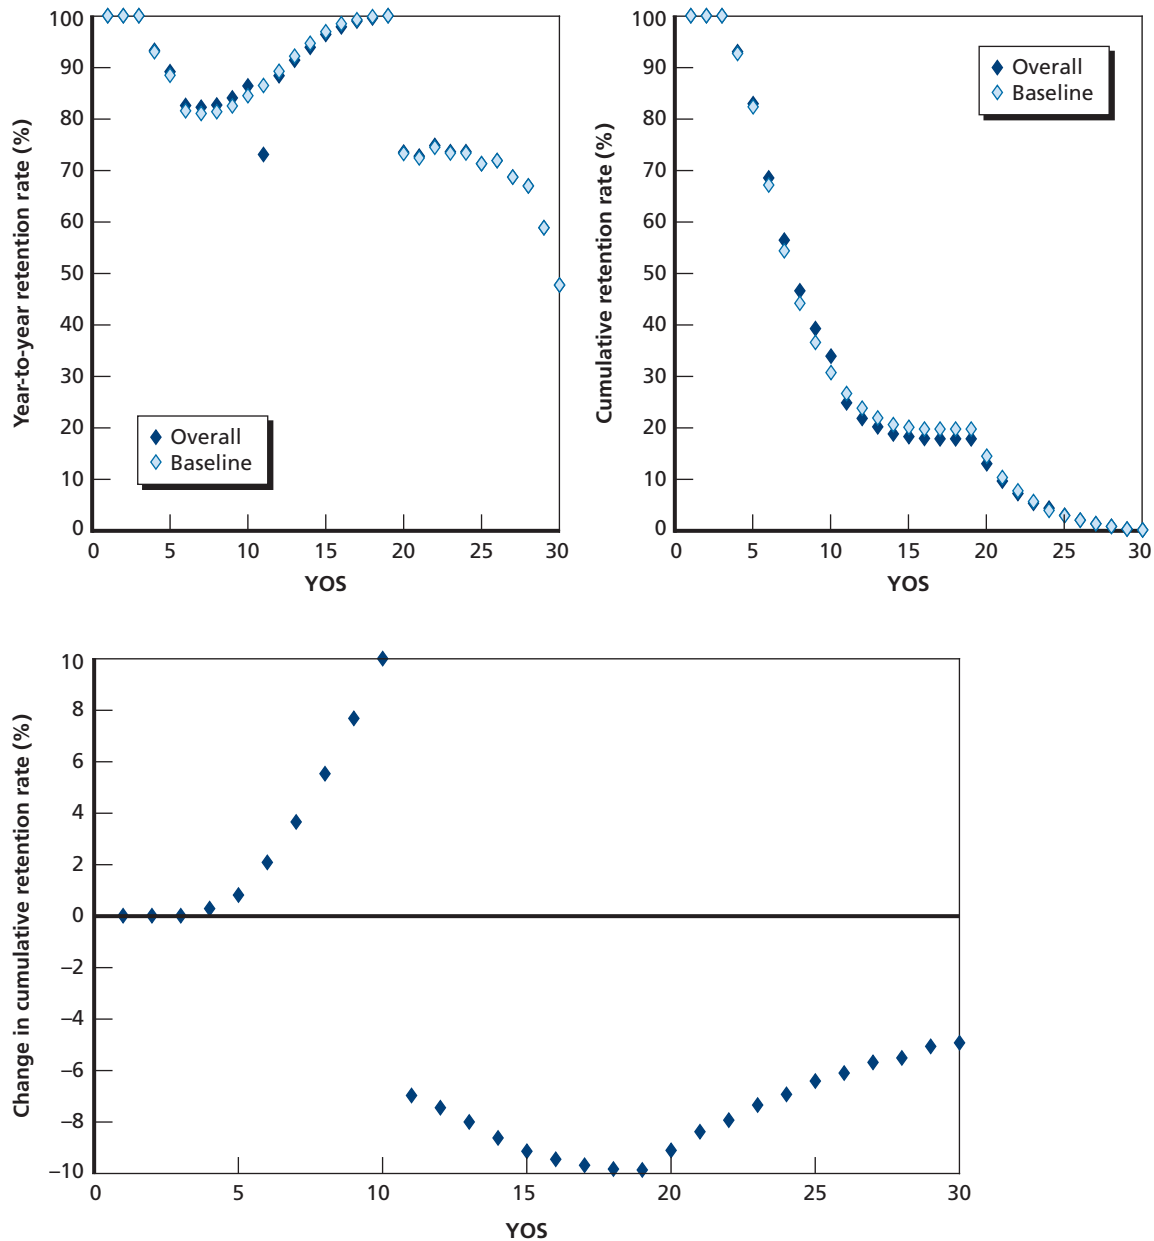 Year-to-year retention rate (%)
100
90
80
70
60
50
40
30
20
10
0
Overall
Baseline
0 5 10 15 20 25 30
YOS
Cumulative retention rate (%)
100
90
80
70
60
50
40
30
20
10
0
Overall
Baseline
0 5 10 15 20 25 30
YOS
Change in cumulative retention rate (%)
10
8
6
4
2
0
–2
–4
–6
–8
–10
0 5 10 15 20 25 30
YOS